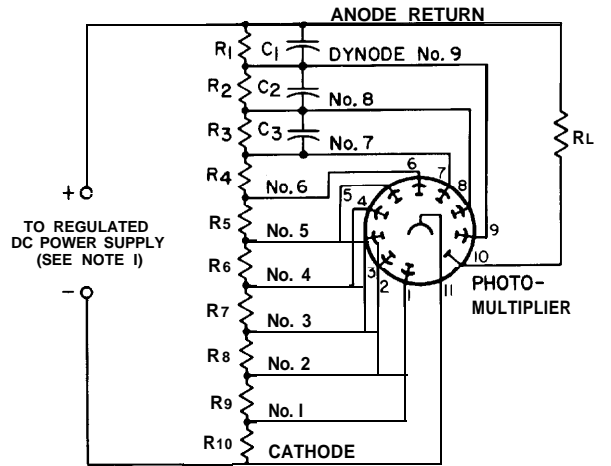 ANODE RETURN
R1 C1 DYNODE No. 9
R2 C2 No. 8
R3 C3 No. 7
RL
R4 No. 6
5 6 7 8
4
+
TO REGULATED
DC POWER SUPPLY
(SEE NOTE 1)
−
R5 No. 5
9
R6 No. 4
3 2 1 11 10
PHOTO-
MULTIPLIER
R7 No. 3
R8 No. 2
R9 No. 1
R10 CATHODE